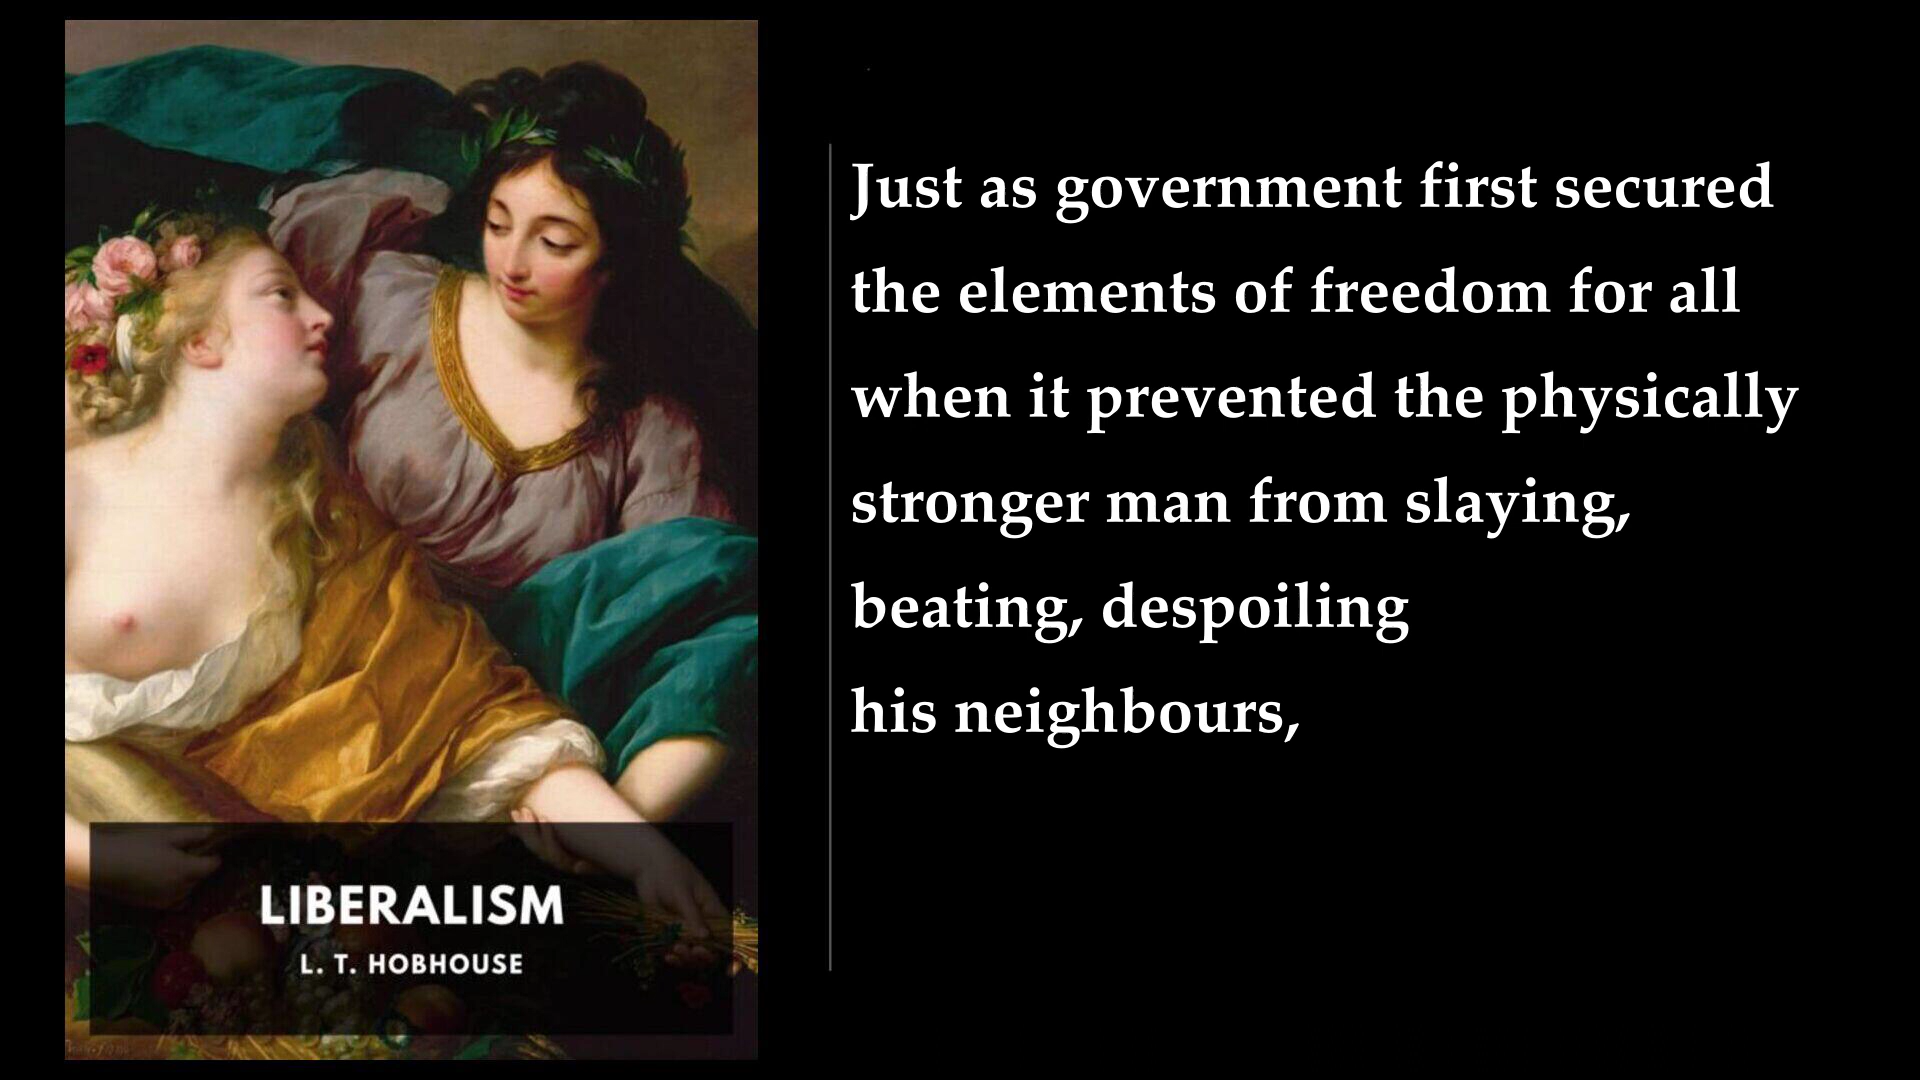 Just as government first secured
the elements of freedom for all
when it prevented the physically
stronger man from slaying,
beating, despoiling
his neighbours,
LIBERALISM
L. T. HOBHOUSE